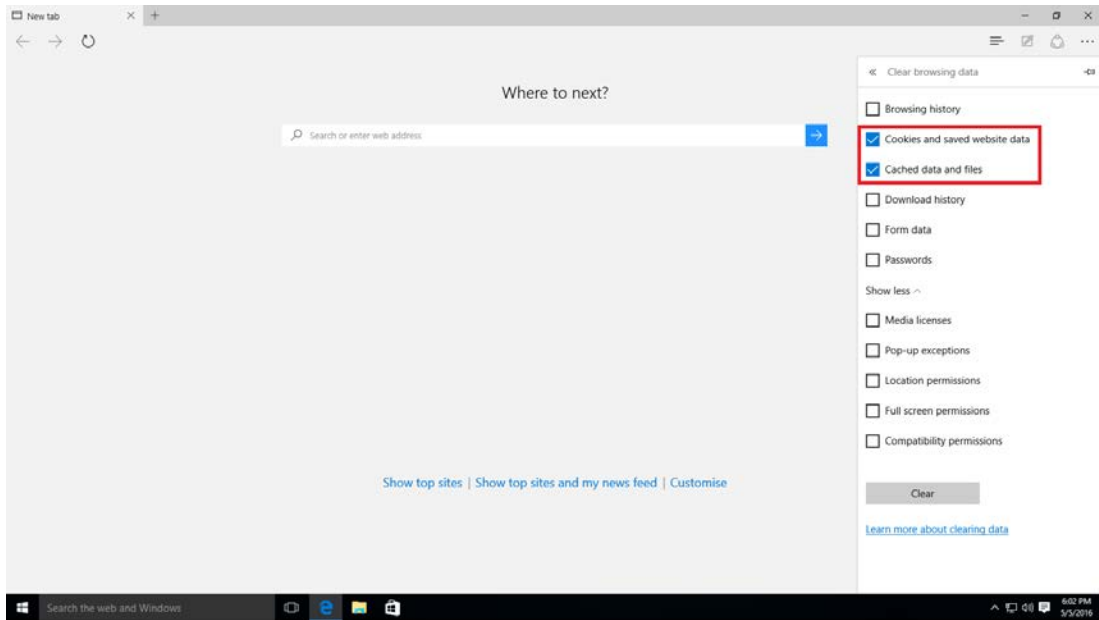 New tab
Clear browsing data
Where to next?
Search or enter web address
Browsing history
Cookies and saved website data
Cached data and files
Download history
Form data
Passwords
Show less
Media licenses
Pop-up exceptions
Location permissions
Full screen permissions
Compatibility permissions
Show top sites | Show top sites and my news feed | Customise
Clear
Learn more about clearing data
Search the web and Windows
6:02 PM
5/5/2016